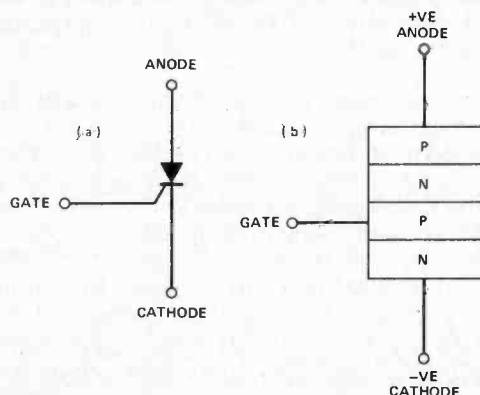 (a)
ANODE
GATE
CATHODE
(b)
+VE
ANODE
P
N
GATE
P
N
–VE
CATHODE